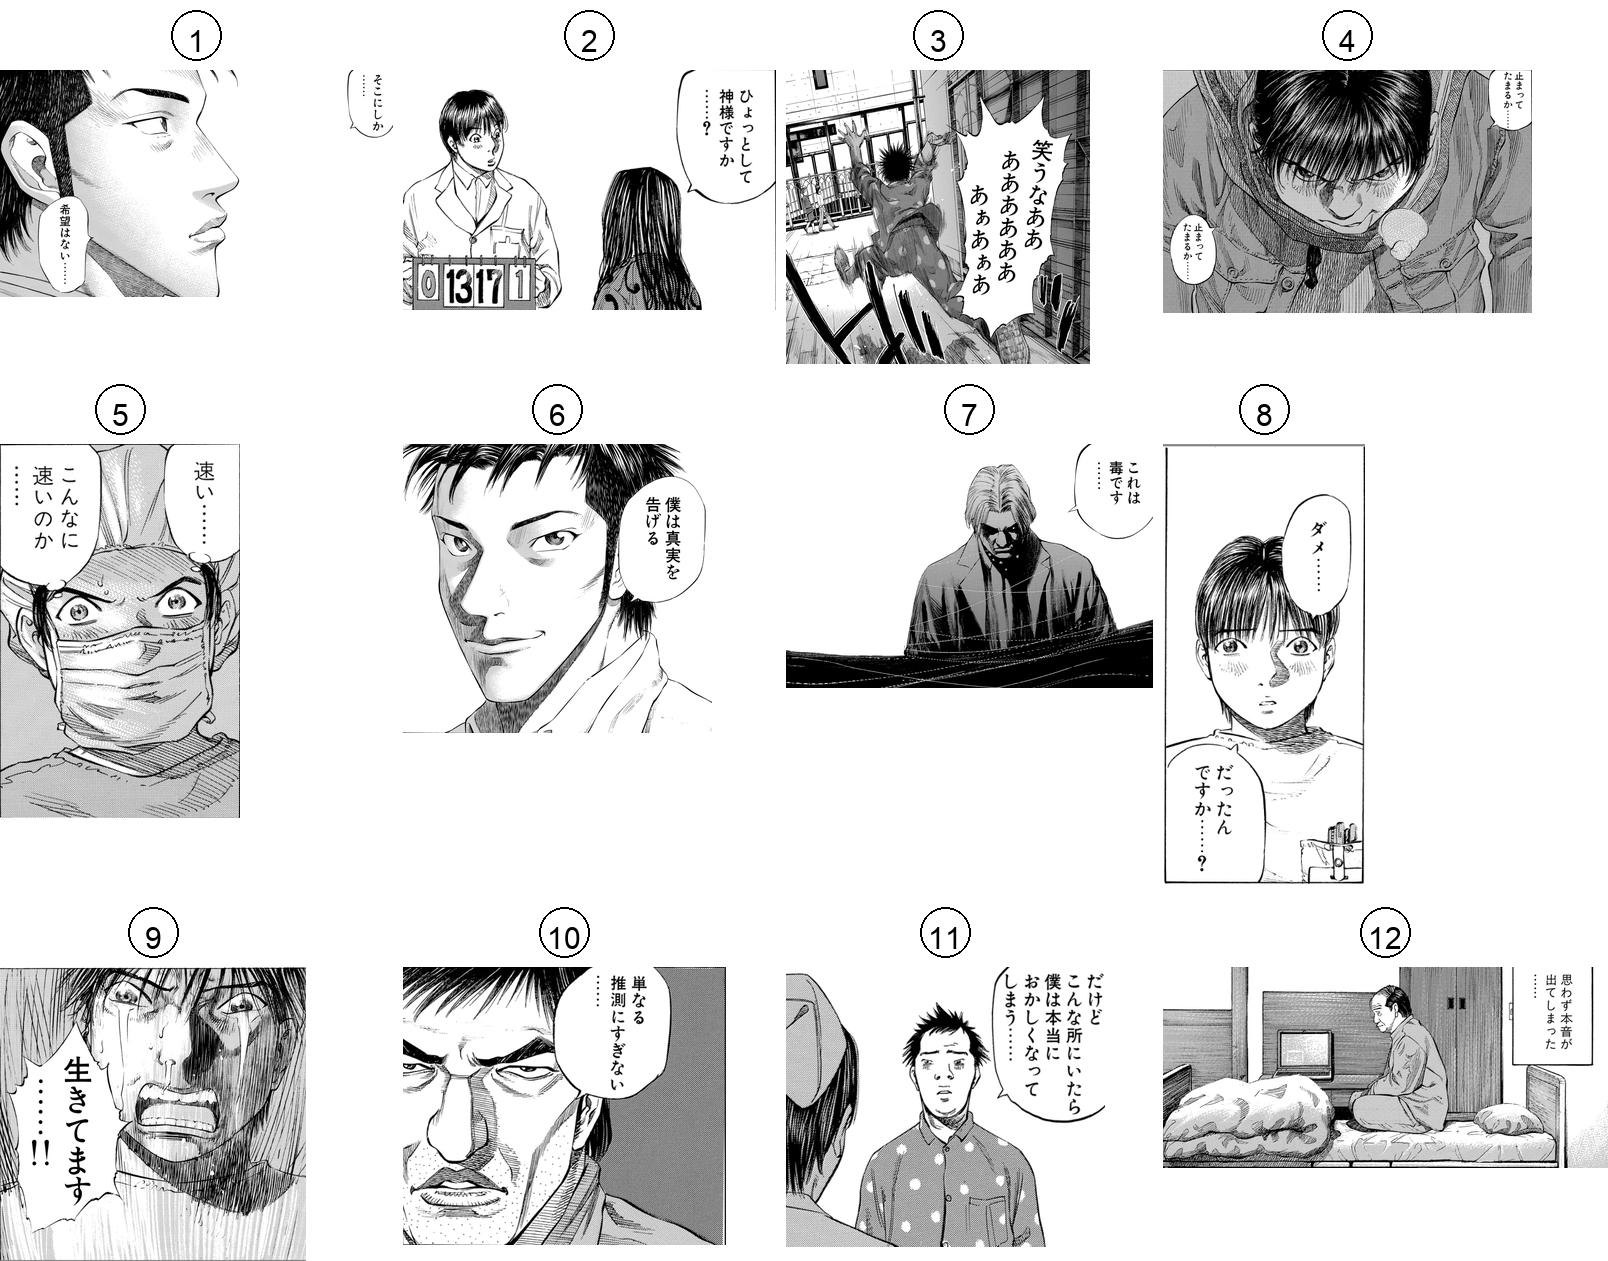 1
希望はない……
2
ひょっとして
神様ですか
……？
そこにしか
……
0 13 17 1
3
笑うなああ
ああああああ
あぁあぁあ
ドドッ
4
止まって
たまるか……
止まって
たまるか……
5
速い……
こんなに
速いのか
……
6
僕は真実を
告げる
7
これは
毒です
……
8
ダメ……
だったん
ですか……？
9
生きてます
……!!
10
単なる
推測にすぎない
……
11
だけど
こんな所にいたら
僕は本当に
おかしくなって
しまう……
12
思わず本音が
出てしまった
……